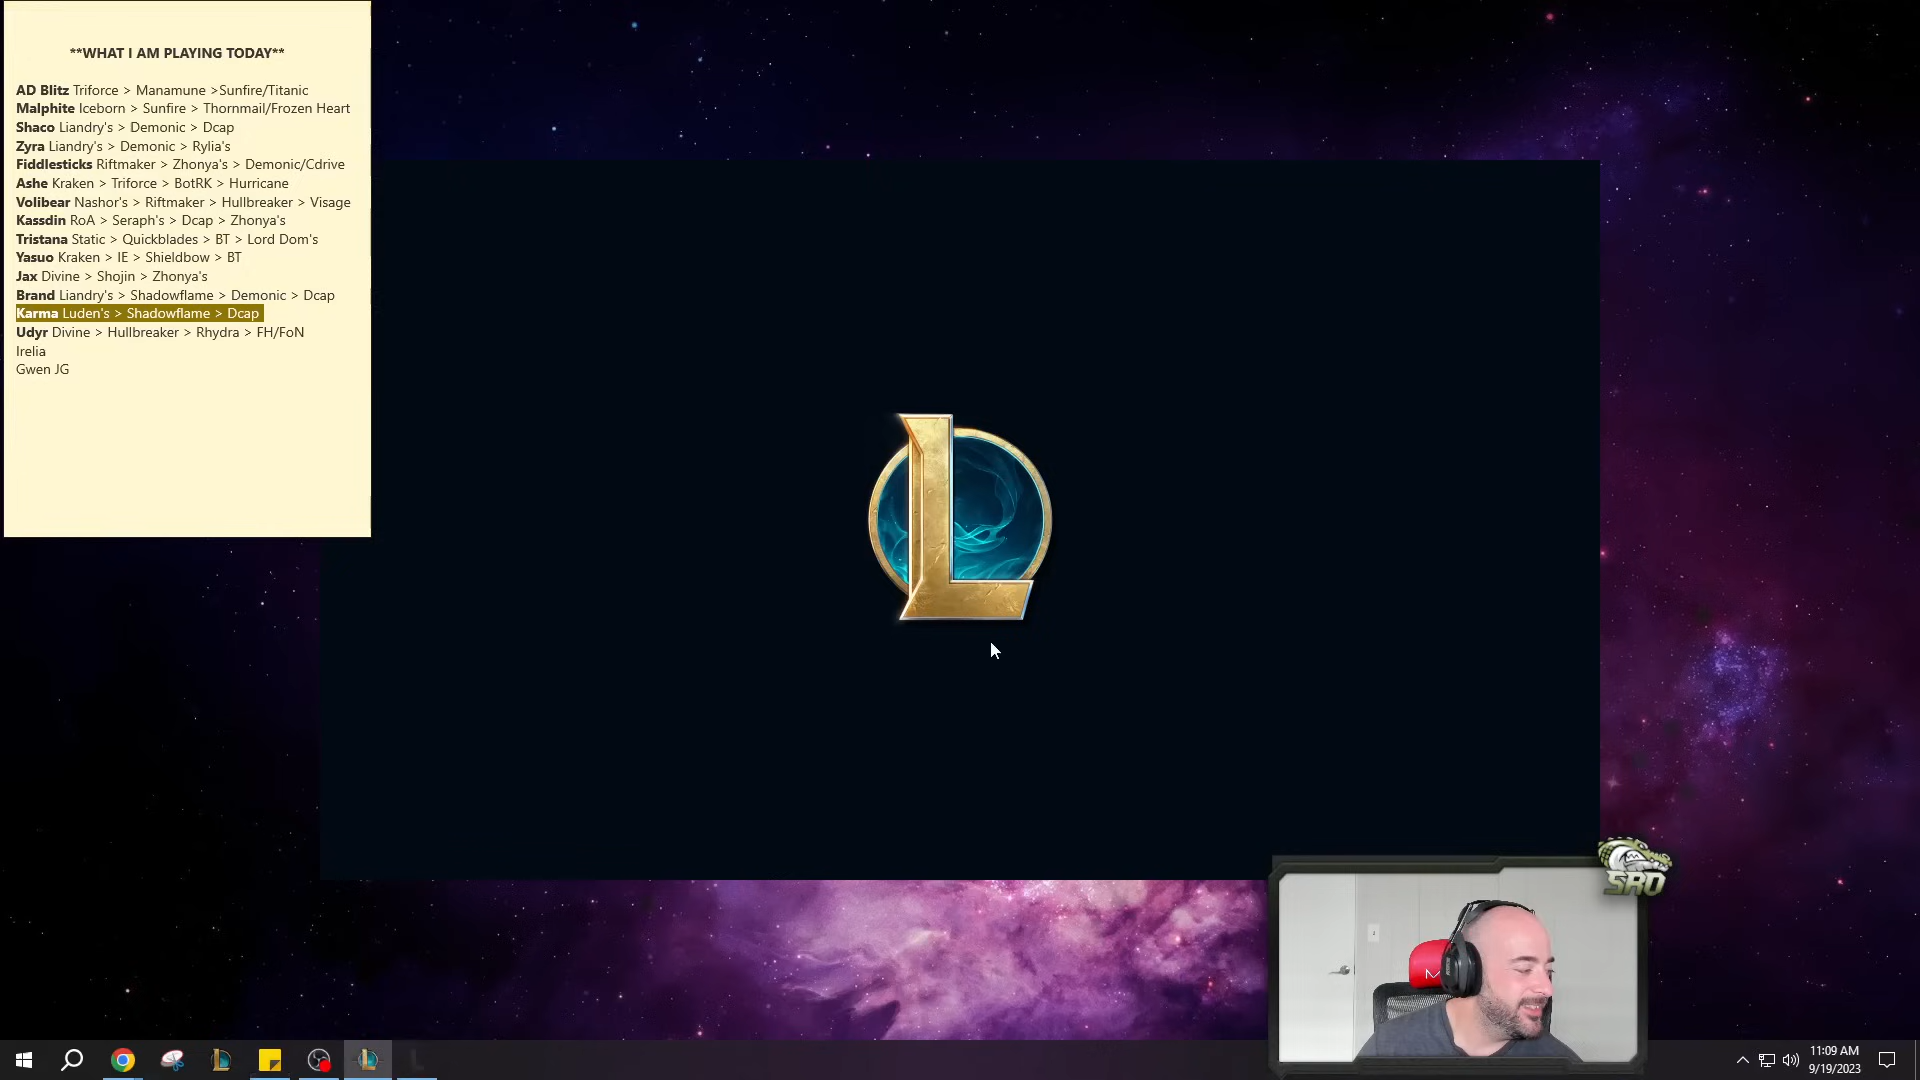 **WHAT I AM PLAYING TODAY**
AD Blitz Triforce > Manamune >Sunfire/Titanic
Malphite Iceborn > Sunfire > Thornmail/Frozen Heart
Shaco Liandry's > Demonic > Dcap
Zyra Liandry's > Demonic > Rylia's
Fiddlesticks Riftmaker > Zhonya's > Demonic/Cdrive
Ashe Kraken > Triforce > BotRK > Hurricane
Volibear Nashor's > Riftmaker > Hullbreaker > Visage
Kassdin RoA > Seraph's > Dcap > Zhonya's
Tristana Static > Quickblades > BT > Lord Dom's
Yasuo Kraken > IE > Shieldbow > BT
Jax Divine > Shojin > Zhonya's
Brand Liandry's > Shadowflame > Demonic > Dcap
Karma Luden's > Shadowflame > Dcap
Udyr Divine > Hullbreaker > Rhydra > FH/FoN
Irelia
Gwen JG
L
SRO
11:09 AM
9/19/2023